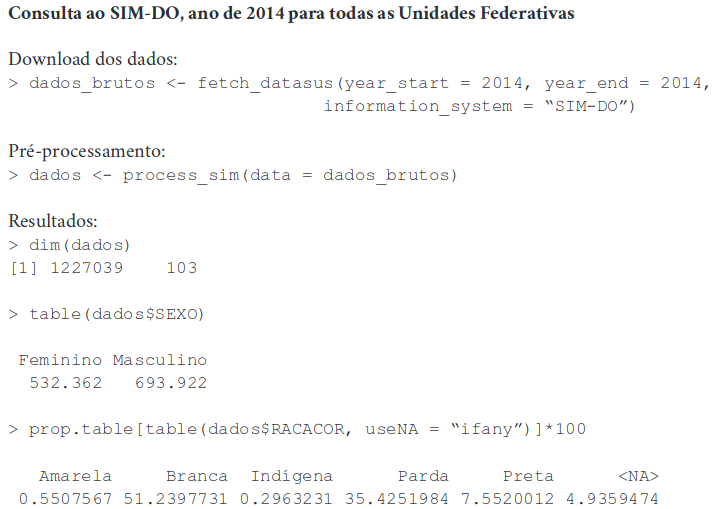 Consulta ao SIM-DO, ano de 2014 para todas as Unidades Federativas
Download dos dados:
> dados_brutos <- fetch_datasus(year_start = 2014, year_end = 2014,
information_system = “SIM-DO”)
Pré-processamento:
> dados <- process_sim(data = dados_brutos)
Resultados:
> dim(dados)
[1] 1227039 103
> table(dados$SEXO)
Feminino Masculino
532.362 693.922
> prop.table[table(dados$RACACOR, useNA = “ifany”)]*100
Amarela Branca Indígena Parda Preta <NA>
0.5507567 51.2397731 0.2963231 35.4251984 7.5520012 4.9359474